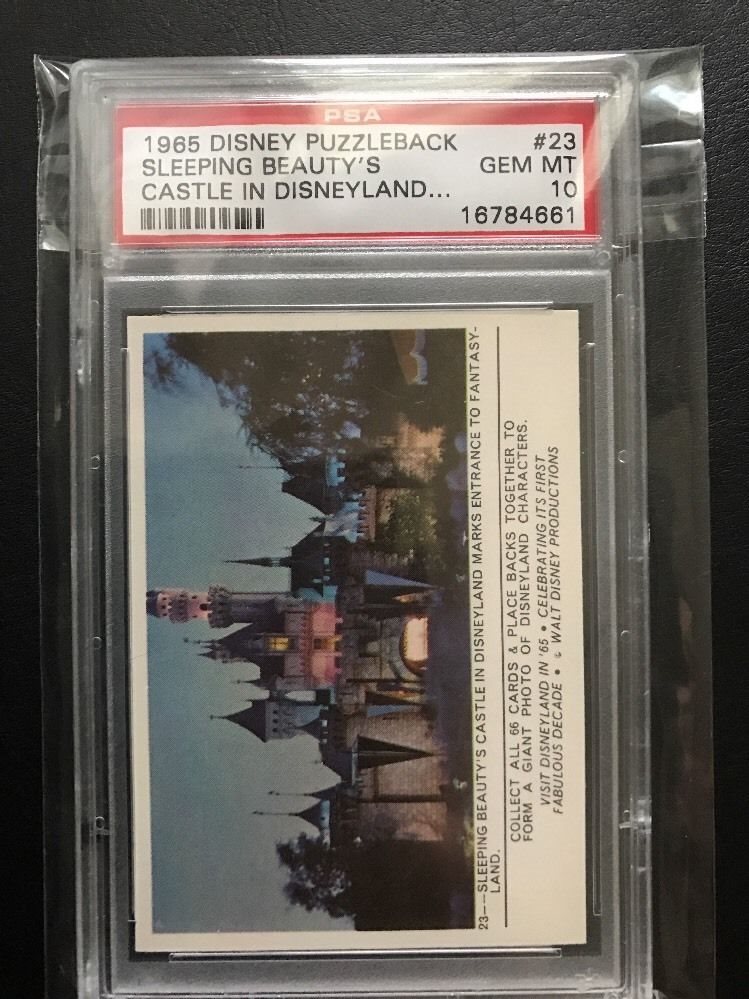 PSA
1965 DISNEY PUZZLEBACK #23
SLEEPING BEAUTY'S GEM MT
CASTLE IN DISNEYLAND... 10
16784661
23—SLEEPING BEAUTY'S CASTLE IN DISNEYLAND MARKS ENTRANCE TO FANTASY-
LAND.
COLLECT ALL 66 CARDS & PLACE BACKS TOGETHER TO
FORM A GIANT PHOTO OF DISNEYLAND CHARACTERS.
VISIT DISNEYLAND IN '65 • CELEBRATING ITS FIRST
FABULOUS DECADE • © WALT DISNEY PRODUCTIONS